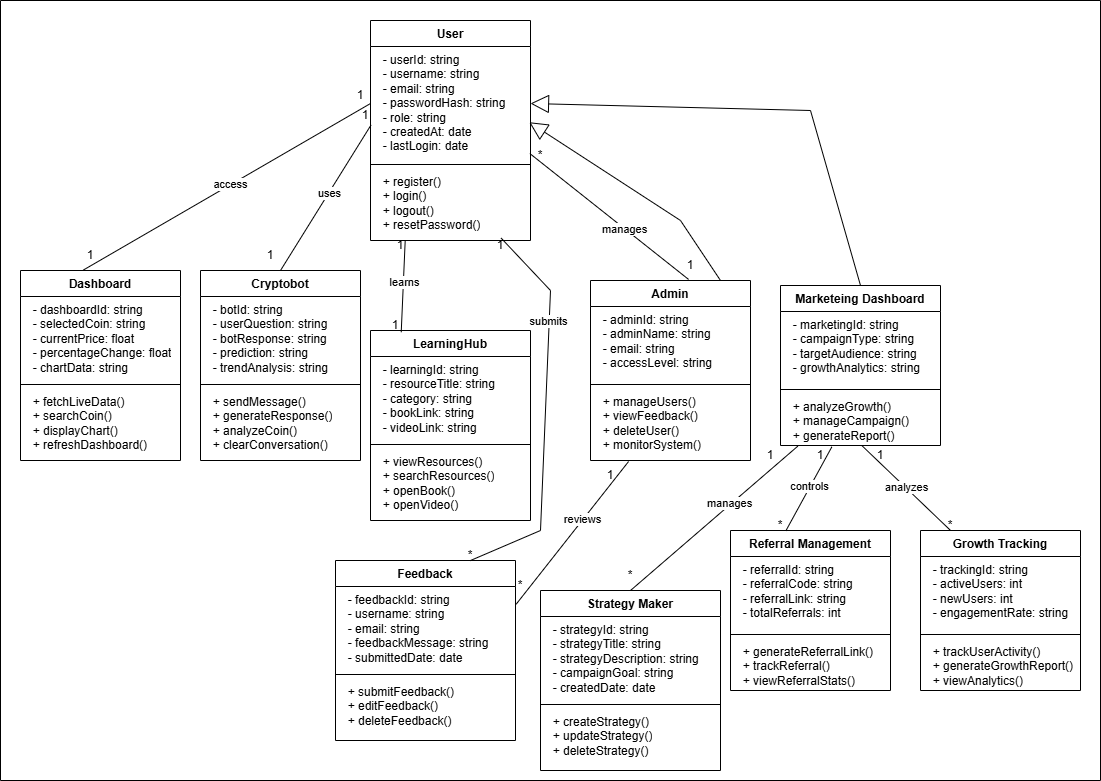 User
- userId: string
- username: string
- email: string
- passwordHash: string
- role: string
- createdAt: date
- lastLogin: date
+ register()
+ login()
+ logout()
+ resetPassword()
1
1
*
access
uses
manages
1
1
1
1
1
learns
submits
1
Dashboard
- dashboardId: string
- selectedCoin: string
- currentPrice: float
- percentageChange: float
- chartData: string
+ fetchLiveData()
+ searchCoin()
+ displayChart()
+ refreshDashboard()
Cryptobot
- botId: string
- userQuestion: string
- botResponse: string
- prediction: string
- trendAnalysis: string
+ sendMessage()
+ generateResponse()
+ analyzeCoin()
+ clearConversation()
LearningHub
- learningId: string
- resourceTitle: string
- category: string
- bookLink: string
- videoLink: string
+ viewResources()
+ searchResources()
+ openBook()
+ openVideo()
Admin
- adminId: string
- adminName: string
- email: string
- accessLevel: string
+ manageUsers()
+ viewFeedback()
+ deleteUser()
+ monitorSystem()
Marketeing Dashboard
- marketingId: string
- campaignType: string
- targetAudience: string
- growthAnalytics: string
+ analyzeGrowth()
+ manageCampaign()
+ generateReport()
1
1
1
1
manages
controls
analyzes
reviews
*
*
*
*
*
Feedback
- feedbackId: string
- username: string
- email: string
- feedbackMessage: string
- submittedDate: date
+ submitFeedback()
+ editFeedback()
+ deleteFeedback()
Strategy Maker
- strategyId: string
- strategyTitle: string
- strategyDescription: string
- campaignGoal: string
- createdDate: date
+ createStrategy()
+ updateStrategy()
+ deleteStrategy()
Referral Management
- referralId: string
- referralCode: string
- referralLink: string
- totalReferrals: int
+ generateReferralLink()
+ trackReferral()
+ viewReferralStats()
Growth Tracking
- trackingId: string
- activeUsers: int
- newUsers: int
- engagementRate: string
+ trackUserActivity()
+ generateGrowthReport()
+ viewAnalytics()